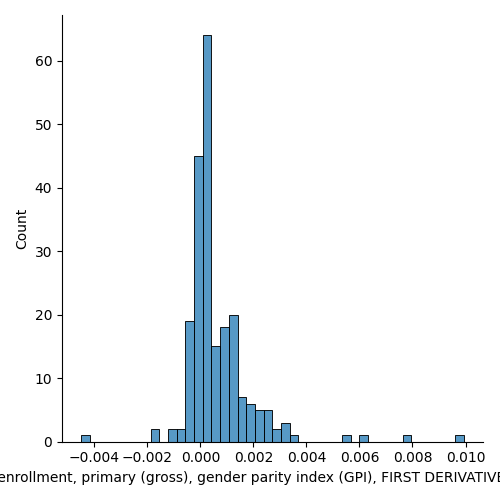 60
50
40
30
20
10
0
Count
−0.004 −0.002 0.000 0.002 0.004 0.006 0.008 0.010
enrollment, primary (gross), gender parity index (GPI), FIRST DERIVATIVE